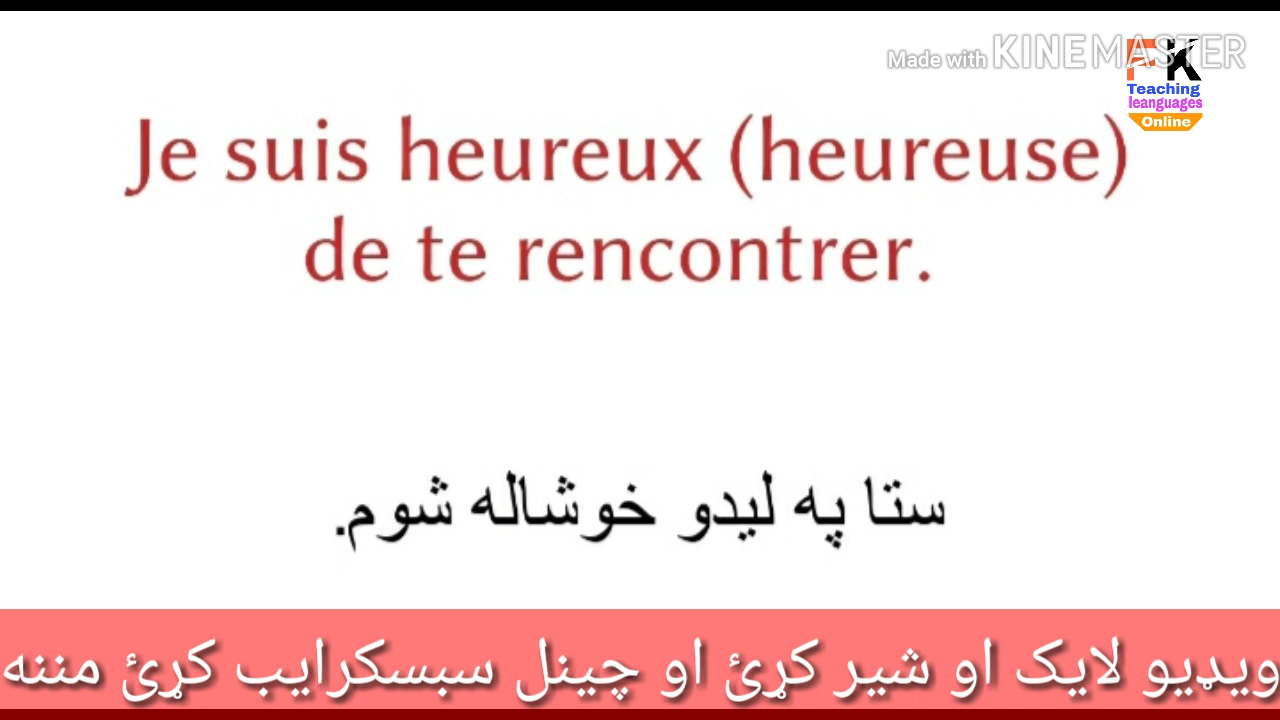 Made with KINEMASTER
FK
Teaching
leanguages
Online
Je suis heureux (heureuse)
de te rencontrer.
ستا په لیدو خوشاله شوم.
ویډیو لایک او شیر کړئ او چینل سبسکرایب کړئ مننه